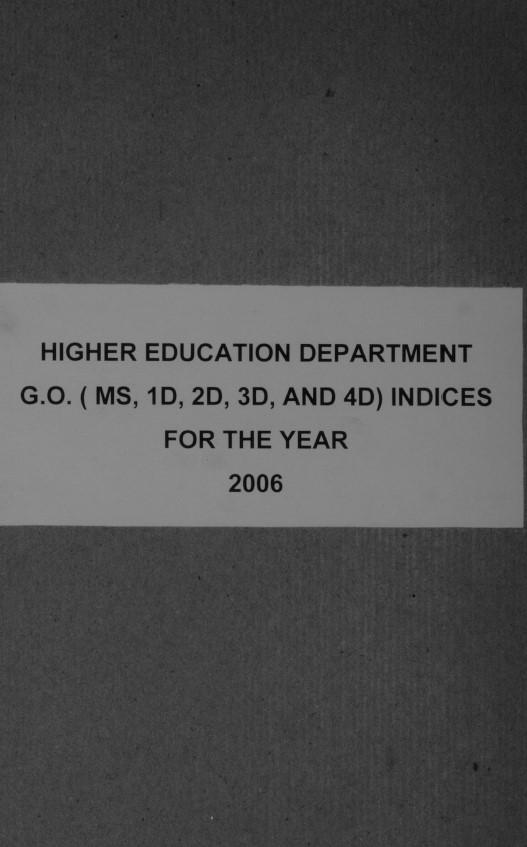 HIGHER EDUCATION DEPARTMENT
G.O. ( MS, 1D, 2D, 3D, AND 4D) INDICES
FOR THE YEAR
2006